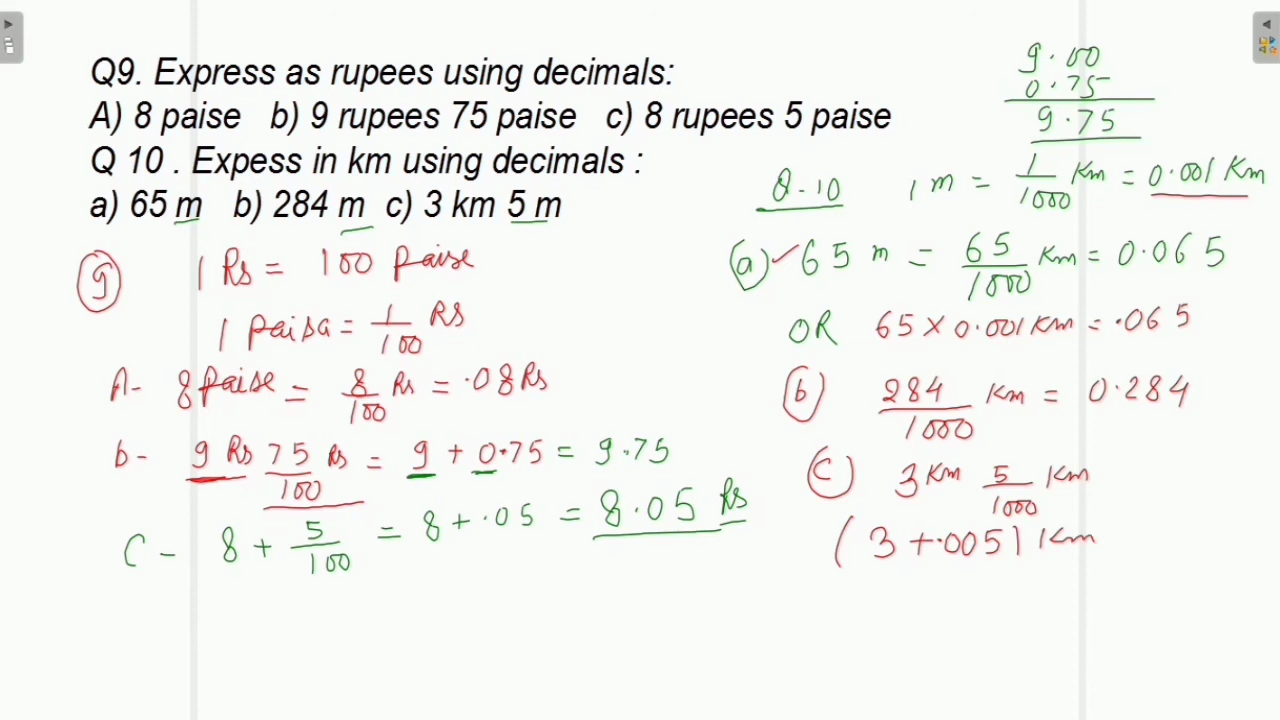 Q9. Express as rupees using decimals:
A) 8 paise b) 9 rupees 75 paise c) 8 rupees 5 paise
Q 10 . Expess in km using decimals :
a) 65 m b) 284 m c) 3 km 5 m
9 1 Rs = 100 Paise
1 Paisa = 1/100 RS
A- 8 Paise = 8/100 Rs = .08 Rs
b- 9 Rs 75/100 Rs = 9 + 0.75 = 9.75
C - 8 + 5/100 = 8 + .05 = 8.05 Rs
9.00
0.75
9.75
Q-10 1 m = 1/1000 Km = 0.001 Km
(a) ✓ 65 m = 65/1000 Km = 0.065
OR 65 × 0.001 Km = .065
(b) 284/1000 Km = 0.284
(C) 3 Km 5/1000 Km
(3 + .005) Km